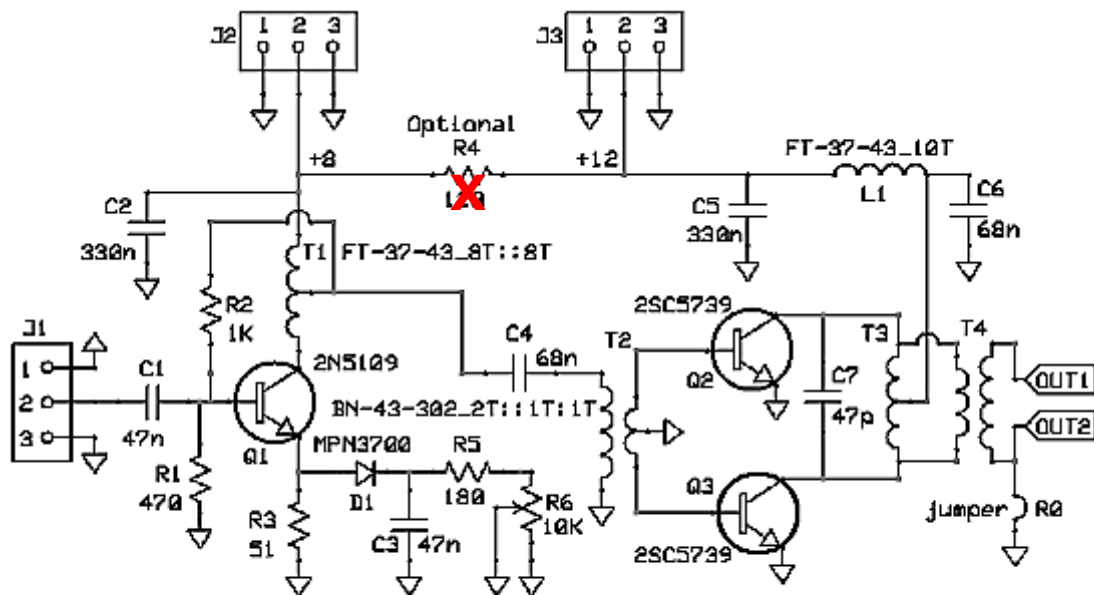 J2
1 2 3
J3
1 2 3
Optional
R4
+8
+12
FT-37-43_10T
L1
C6
68n
C2
330n
C5
330n
T1
FT-37-43_8T::8T
R2
1K
2SC5739
J1
1
2
3
C1
47n
2N5109
C4
68n
T2
Q2
C7
47p
T3
T4
OUT1
OUT2
BN-43-302_2T::1T:1T
Q1
R1
470
MPN3700
D1
R5
180
R6
10K
Q3
2SC5739
R3
51
C3
47n
jumper
R0